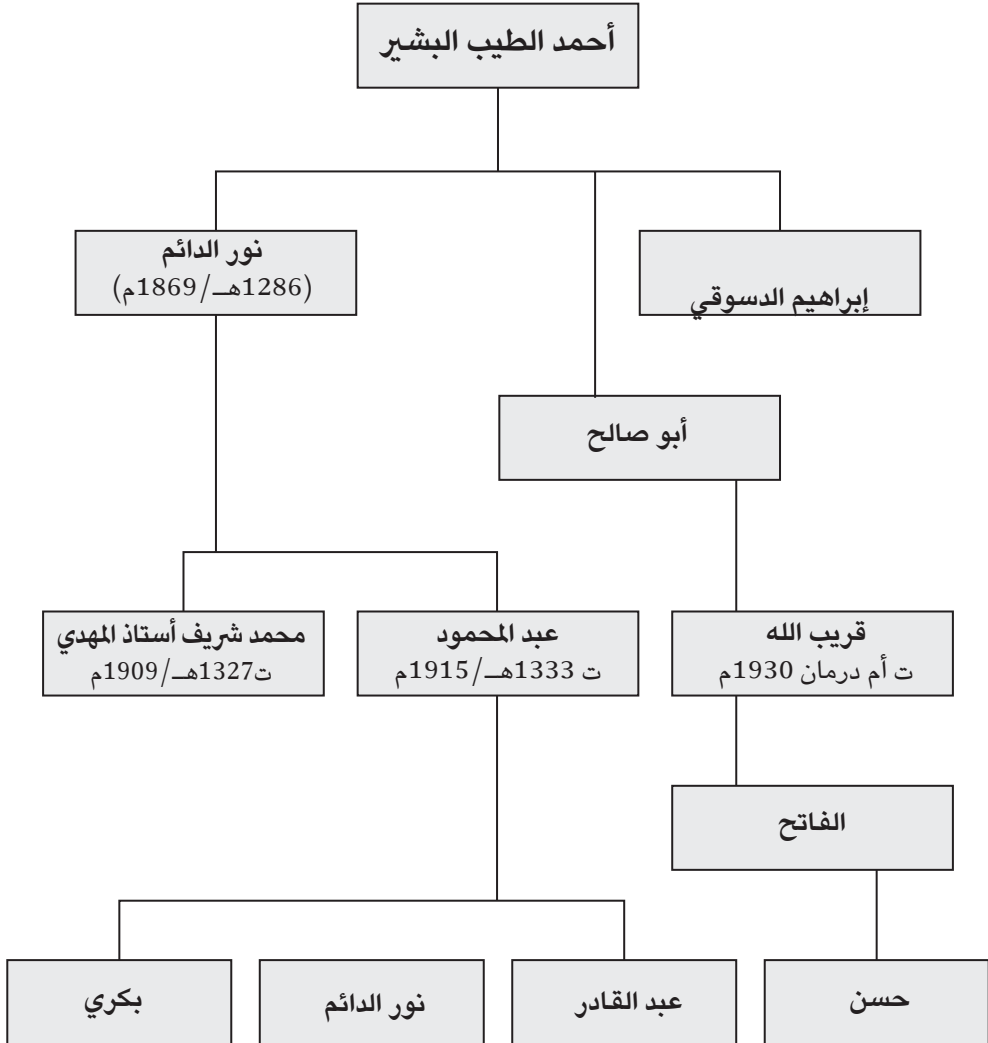 أحمد الطيب البشير
إبراهيم الدسوقي
نور الدائم
(1286هـ/1869م)
أبو صالح
قريب الله
ت أم درمان 1930م
عبد المحمود
ت 1333هـ/1915م
محمد شريف أستاذ المهدي
ت1327هـ/1909م
الفاتح
حسن
عبد القادر
نور الدائم
بكري